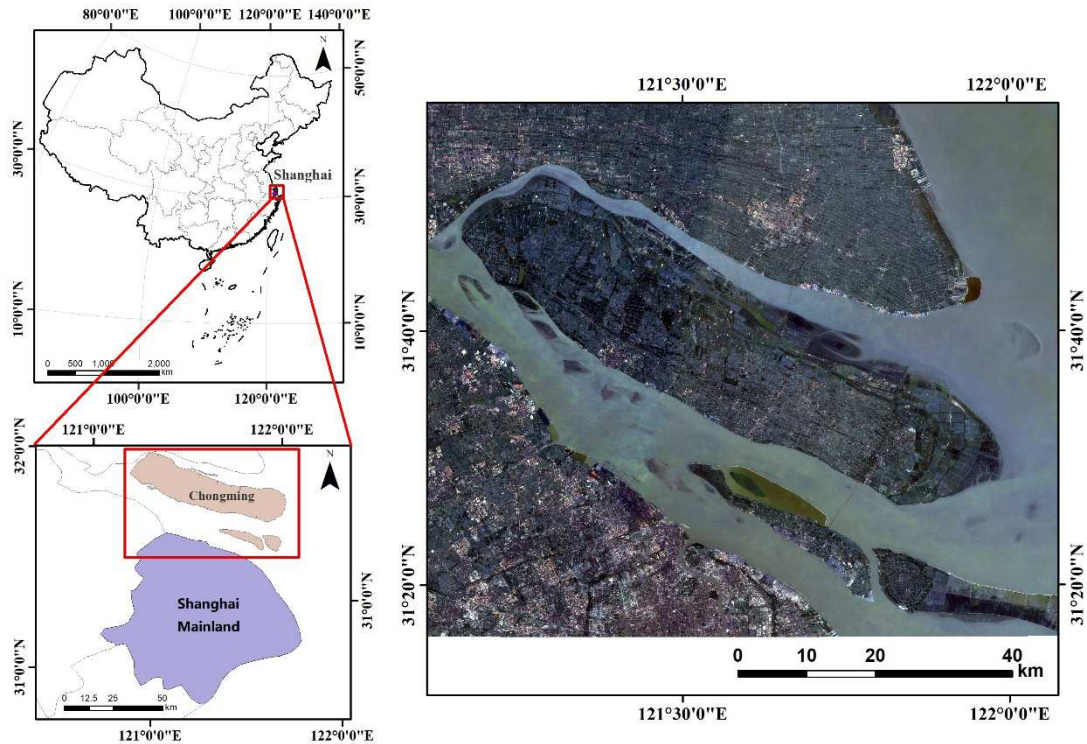 80°0'0"E 100°0'0"E 120°0'0"E 140°0'0"E
N
50°0'0"N
30°0'0"N
Shanghai
30°0'0"N
10°0'0"N
10°0'0"N
0 500 1,000 2,000
km
100°0'0"E 120°0'0"E
121°0'0"E 122°0'0"E
32°0'0"N
N
Chongming
Shanghai
Mainland
31°0'0"N
31°0'0"N
0 12.5 25 50
km
121°0'0"E 122°0'0"E
121°30'0"E 122°0'0"E
31°40'0"N
31°40'0"N
31°20'0"N
31°20'0"N
0 10 20 40
km
121°30'0"E 122°0'0"E